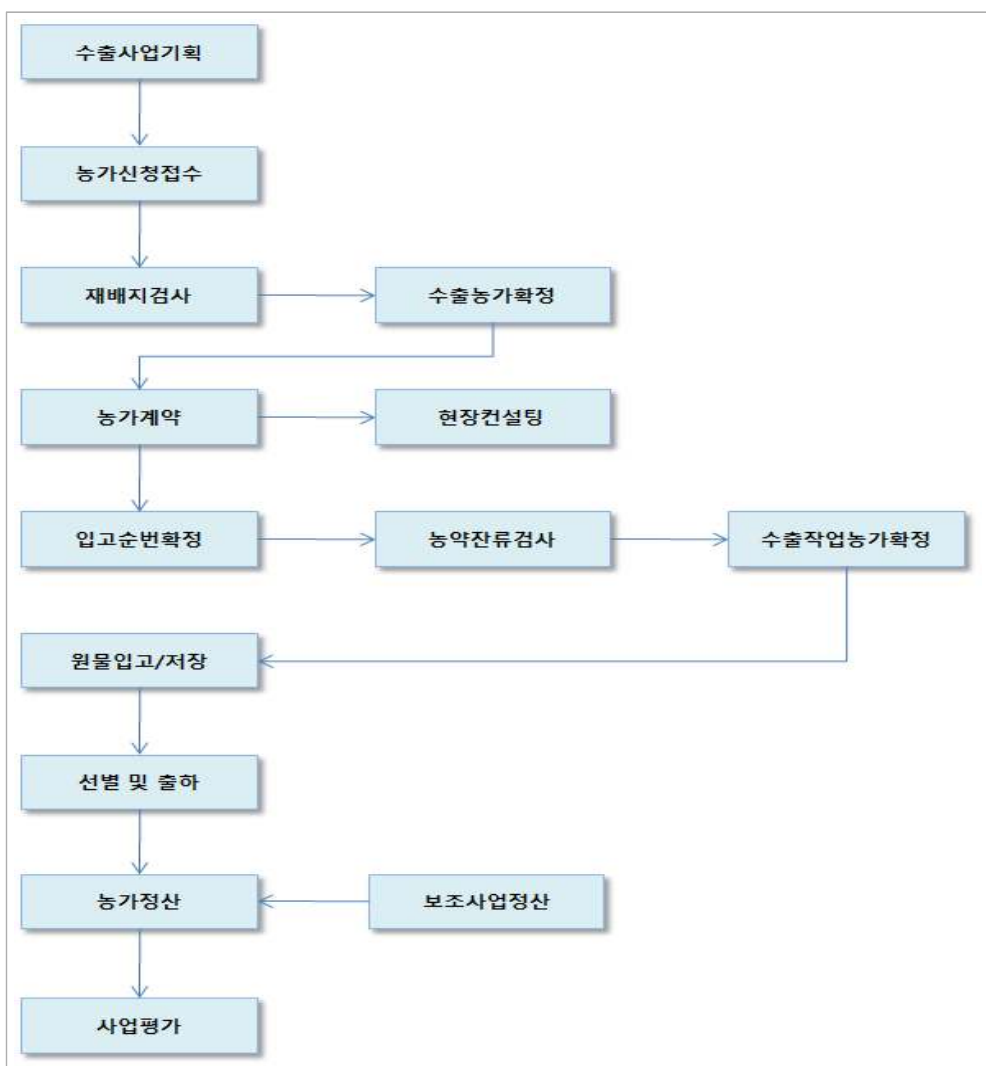 수출사업기획
농가신청접수
재배지검사
수출농가확정
농가계약
현장컨설팅
입고순번확정
농약잔류검사
수출작업농가확정
원물입고/저장
선별 및 출하
농가정산
보조사업정산
사업평가